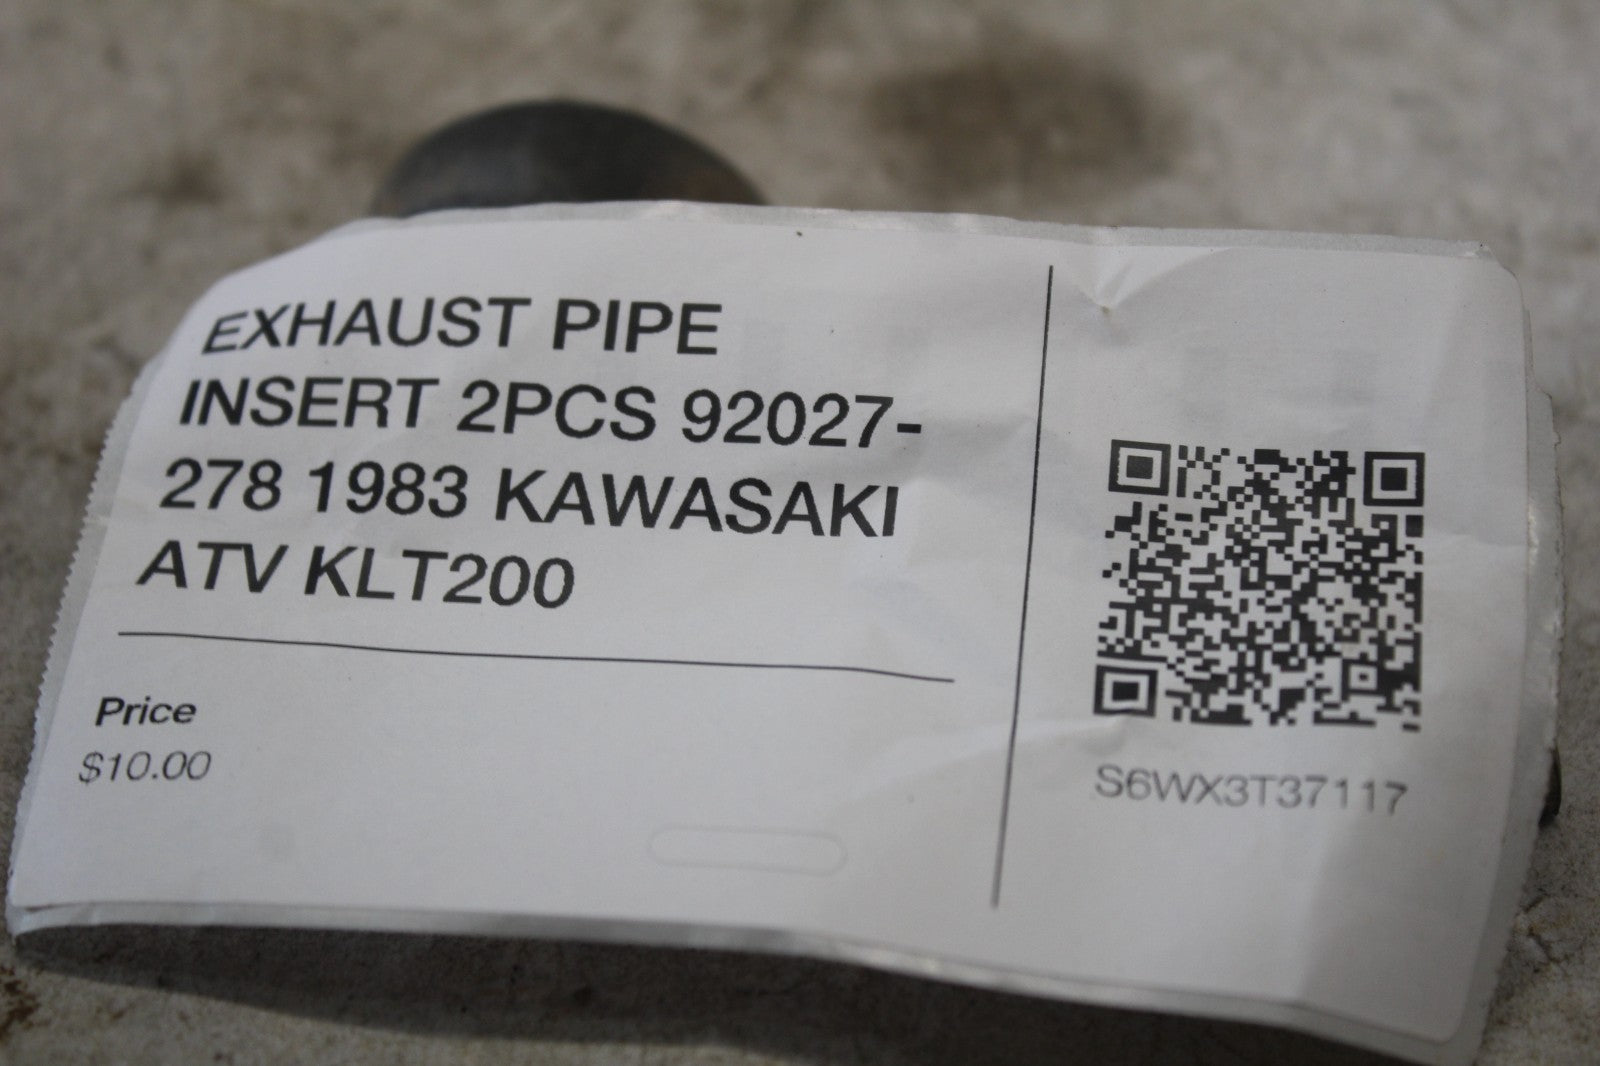 EXHAUST PIPE
INSERT 2PCS 92027-
278 1983 KAWASAKI
ATV KLT200
Price
$10.00
S6WX3T37117